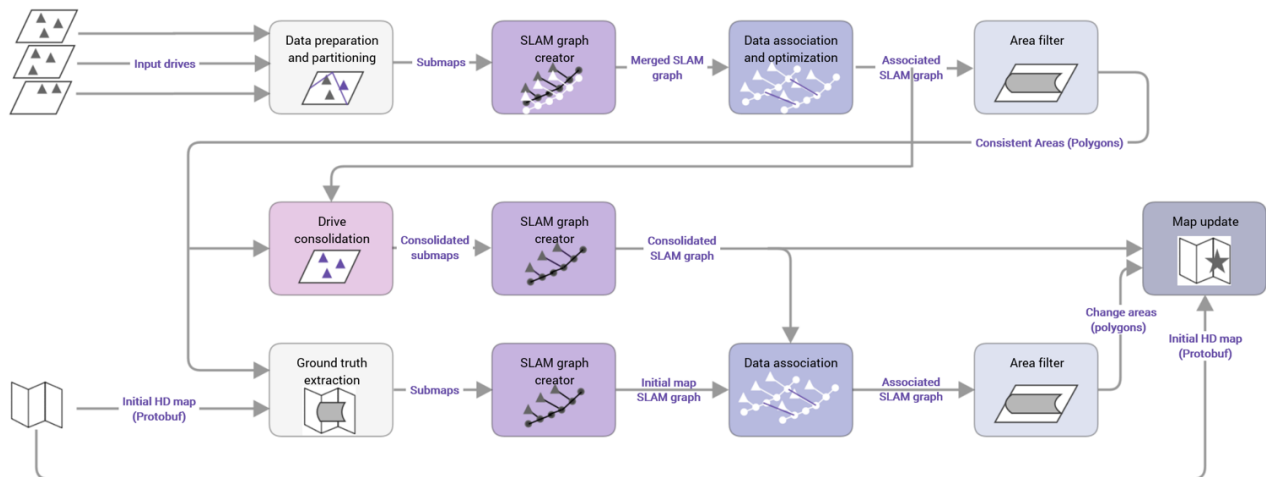 Data preparation
and partitioning
SLAM graph
creator
Data association
and optimization
Area filter
Input drives
Submaps
Merged SLAM
graph
Associated
SLAM graph
Consistent Areas (Polygons)
Drive
consolidation
Consolidated
submaps
SLAM graph
creator
Consolidated
SLAM graph
Map update
Change areas
(polygons)
Initial HD map
(Protobuf)
Initial HD map
(Protobuf)
Ground truth
extraction
Submaps
SLAM graph
creator
Initial map
SLAM graph
Data association
Associated
SLAM graph
Area filter